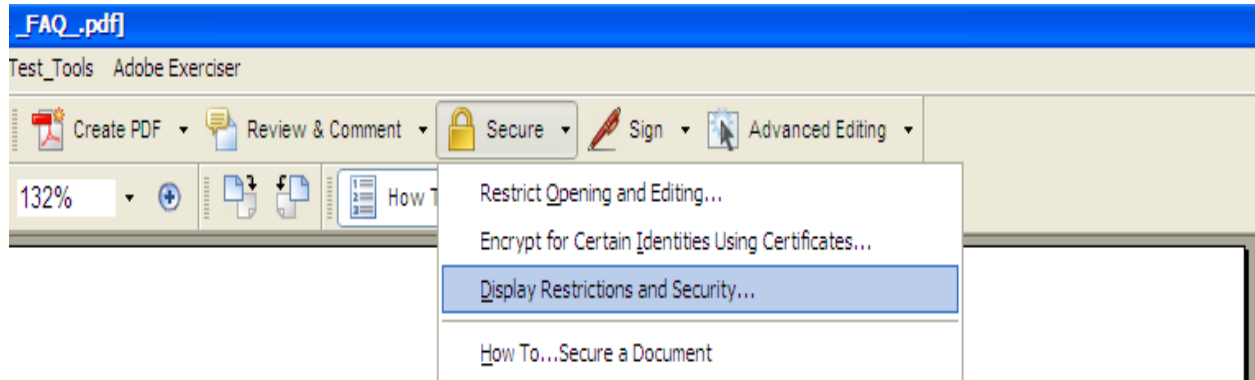 _FAQ_.pdf]
Test_Tools Adobe Exerciser
Create PDF Review & Comment Secure Sign Advanced Editing
132% How T
Restrict Opening and Editing...
Encrypt for Certain Identities Using Certificates...
Display Restrictions and Security...
How To...Secure a Document